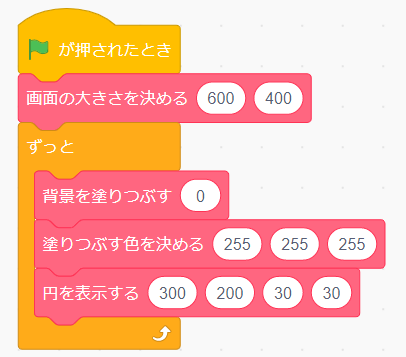 が押されたとき
画面の大きさを決める 600 400
ずっと
背景を塗りつぶす 0
塗りつぶす色を決める 255 255 255
円を表示する 300 200 30 30